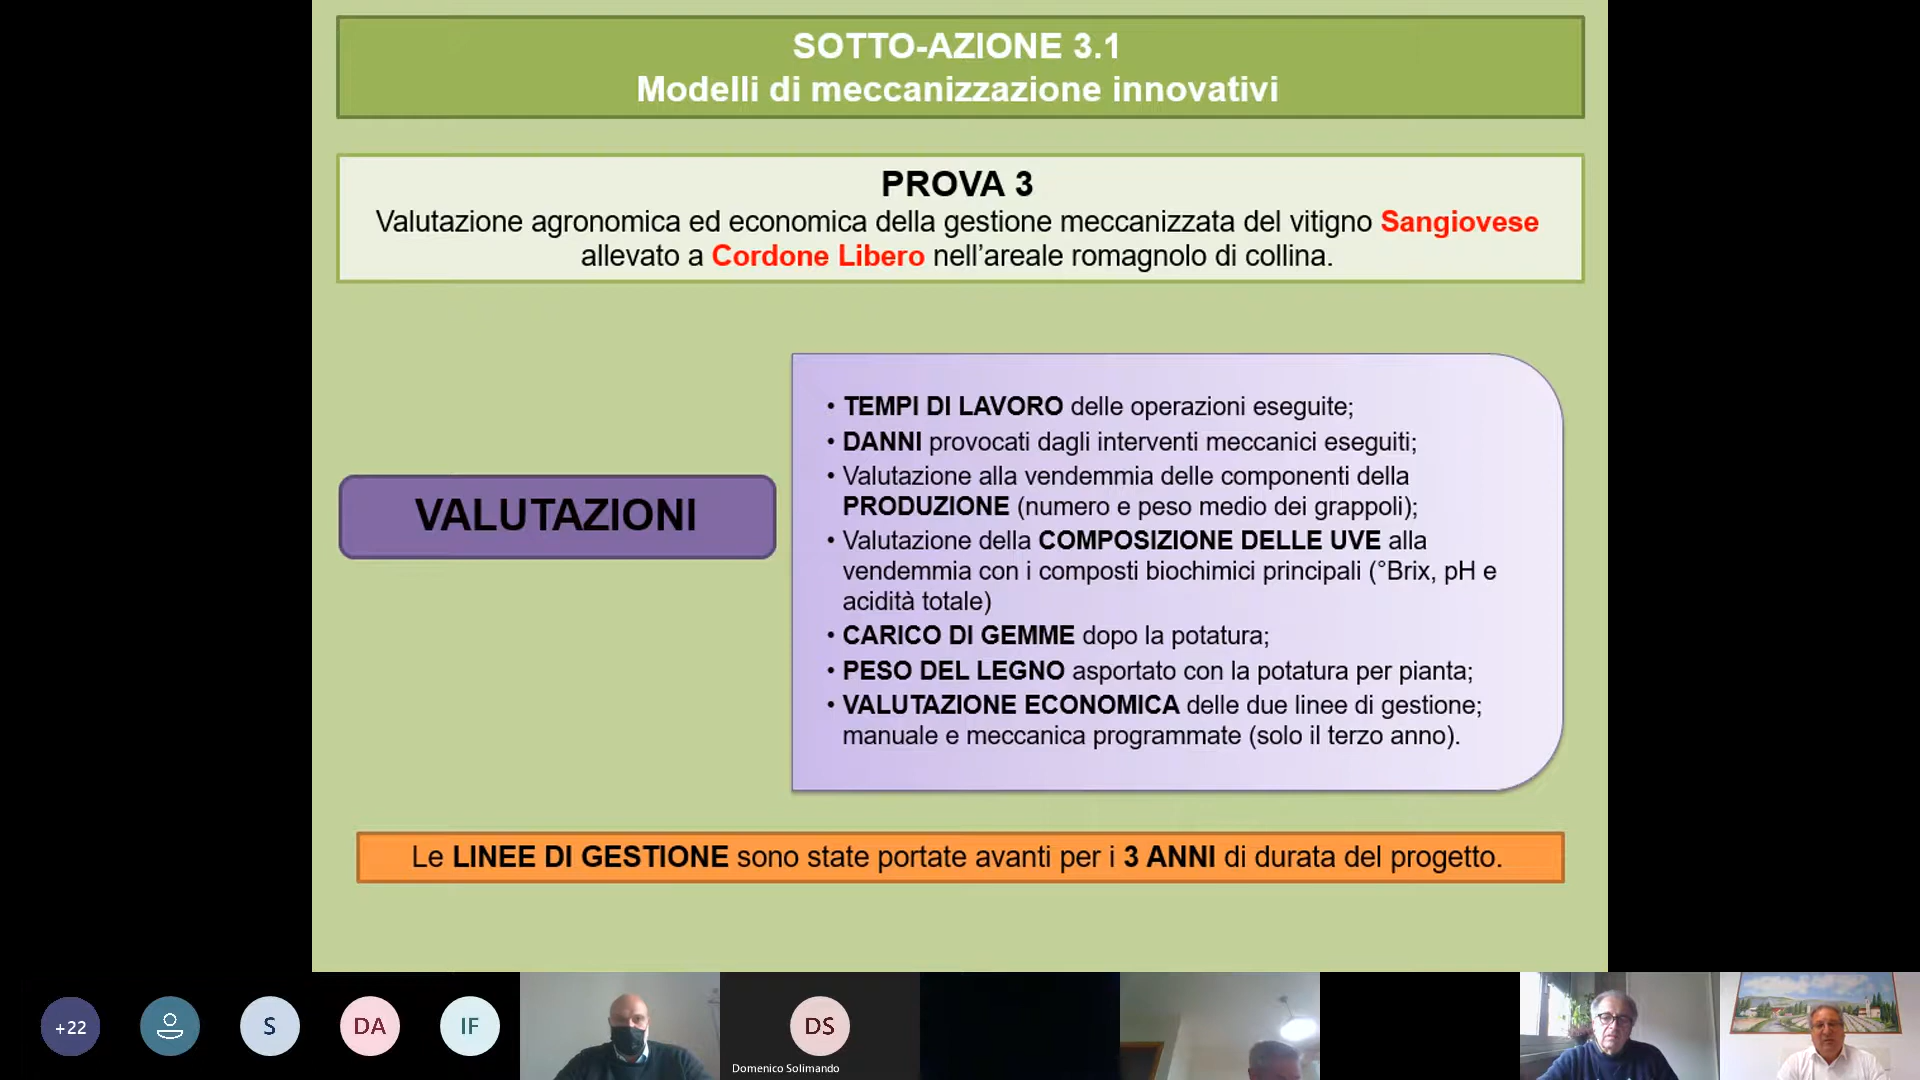 SOTTO-AZIONE 3.1
Modelli di meccanizzazione innovativi
PROVA 3
Valutazione agronomica ed economica della gestione meccanizzata del vitigno Sangiovese
allevato a Cordone Libero nell’areale romagnolo di collina.
VALUTAZIONI
• TEMPI DI LAVORO delle operazioni eseguite;
• DANNI provocati dagli interventi meccanici eseguiti;
• Valutazione alla vendemmia delle componenti della
PRODUZIONE (numero e peso medio dei grappoli);
• Valutazione della COMPOSIZIONE DELLE UVE alla
vendemmia con i composti biochimici principali (°Brix, pH e
acidità totale)
• CARICO DI GEMME dopo la potatura;
• PESO DEL LEGNO asportato con la potatura per pianta;
• VALUTAZIONE ECONOMICA delle due linee di gestione;
manuale e meccanica programmate (solo il terzo anno).
Le LINEE DI GESTIONE sono state portate avanti per i 3 ANNI di durata del progetto.
+22
S
DA
IF
DS
Domenico Solimando